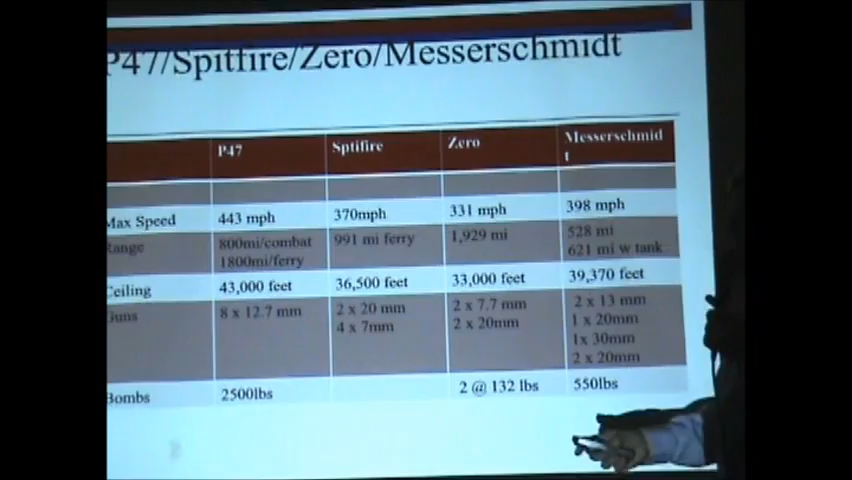 P47/Spitfire/Zero/Messerschmidt
P47 Sptifire Zero Messerschmid
t
Max Speed 443 mph 370mph 331 mph 398 mph
Range 800mi/combat 991 mi ferry 1,929 mi 528 mi
1800mi/ferry 621 mi w tank
Ceiling 43,000 feet 36,500 feet 33,000 feet 39,370 feet
Guns 8 x 12.7 mm 2 x 20 mm 2 x 7.7 mm 2 x 13 mm
4 x 7mm 2 x 20mm 1 x 20mm
1x 30mm
2 x 20mm
Bombs 2500lbs 2 @ 132 lbs 550lbs